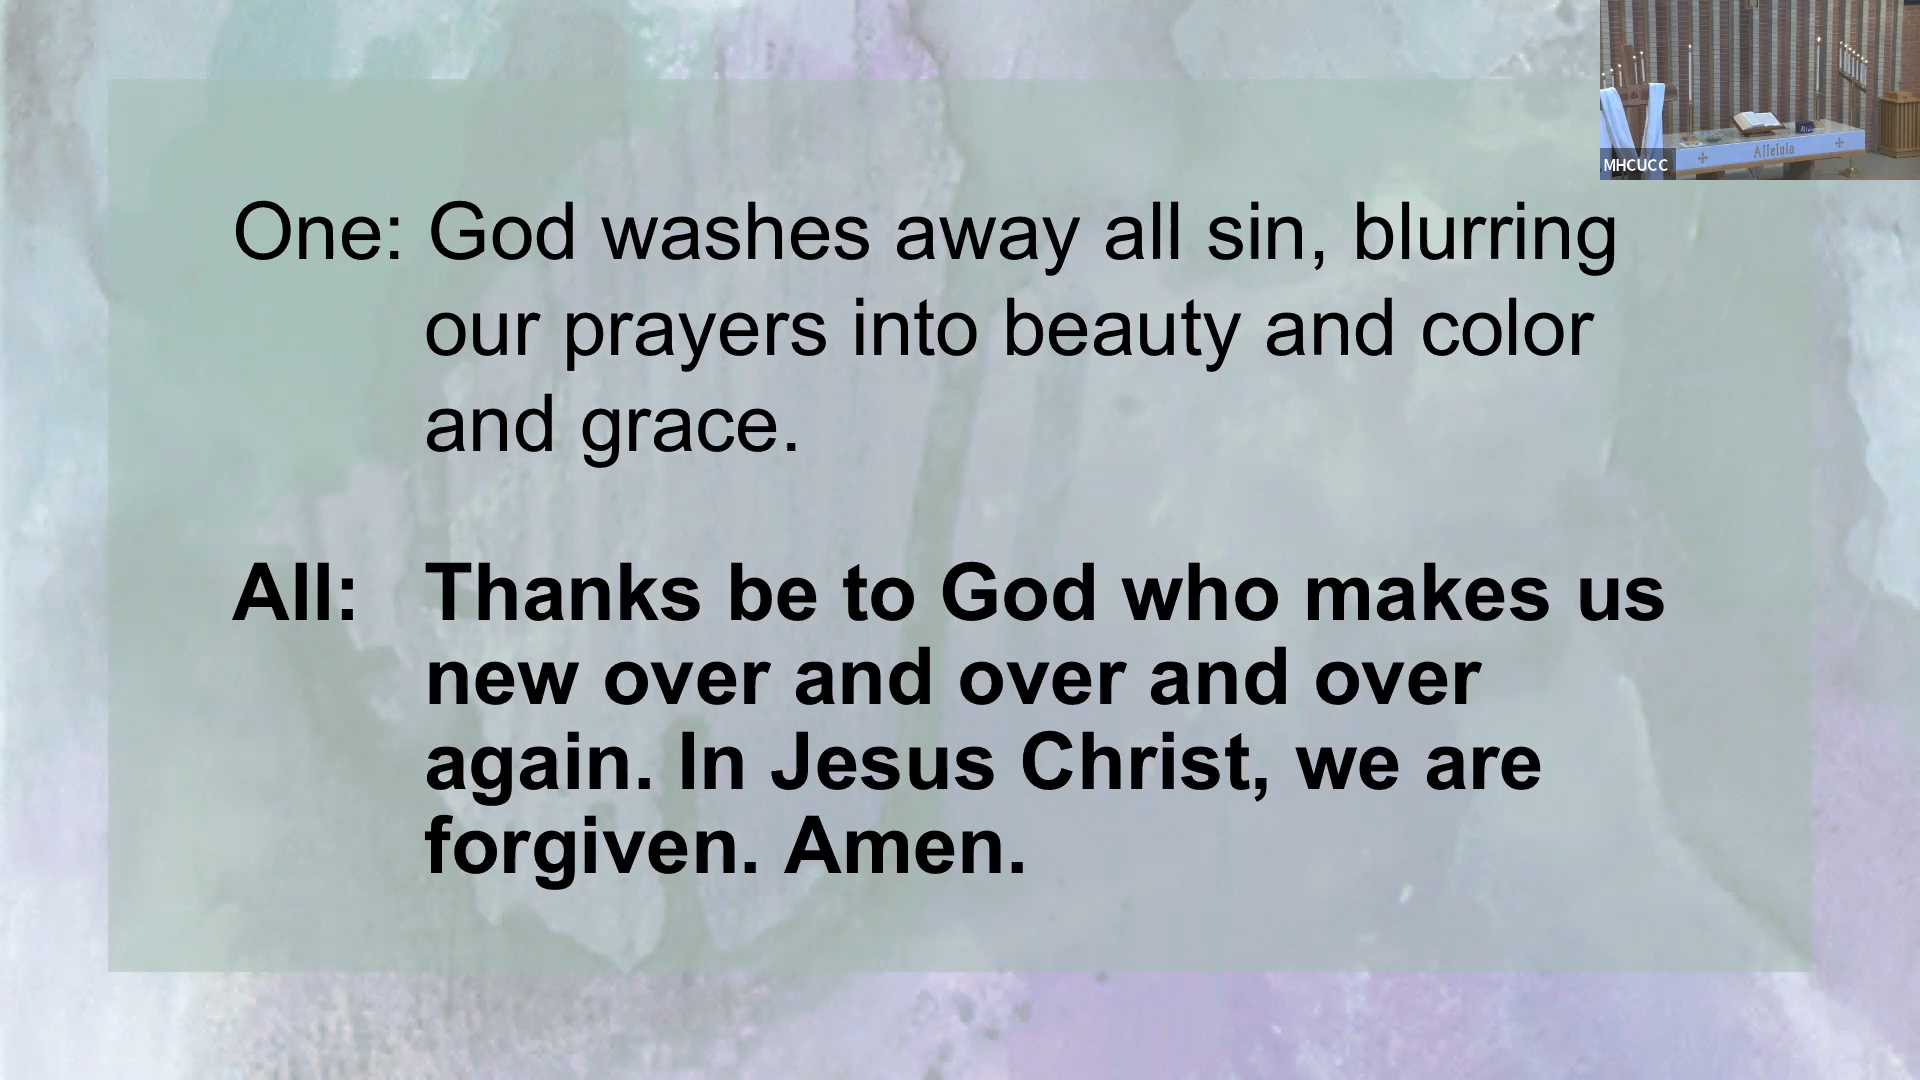 One: God washes away all sin, blurring
our prayers into beauty and color
and grace.
All: Thanks be to God who makes us
new over and over and over
again. In Jesus Christ, we are
forgiven. Amen.
Alleluia
MHCUCC